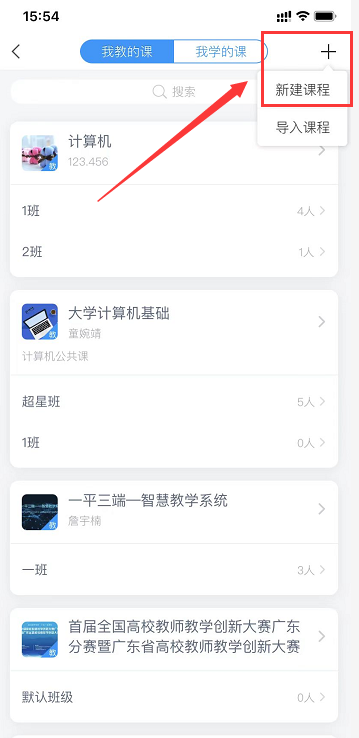 15:54
我教的课 我学的课
搜索
新建课程
导入课程
计算机
123.456
教
1班 4人
2班 1人
大学计算机基础
童婉婧
教
计算机公共课
超星班 5人
1班 0人
一平三端—智慧教学系统
詹宇楠
教
一班 3人
首届全国高校教师教学创新大赛广东
分赛暨广东省高校教师教学创新大赛
教
默认班级 0人